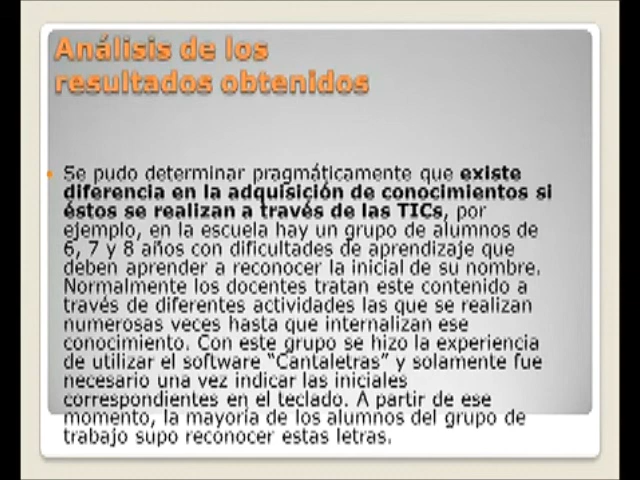 Análisis de los
resultados obtenidos
Se pudo determinar pragmáticamente que existe
diferencia en la adquisición de conocimientos si
éstos se realizan a través de las TICs, por
ejemplo, en la escuela hay un grupo de alumnos de
6, 7 y 8 años con dificultades de aprendizaje que
deben aprender a reconocer la inicial de su nombre.
Normalmente los docentes tratan este contenido a
través de diferentes actividades las que se realizan
numerosas veces hasta que internalizan ese
conocimiento. Con este grupo se hizo la experiencia
de utilizar el software “Cantaletras” y solamente fue
necesario una vez indicar las iniciales
correspondientes en el teclado. A partir de ese
momento, la mayoría de los alumnos del grupo de
trabajo supo reconocer estas letras.